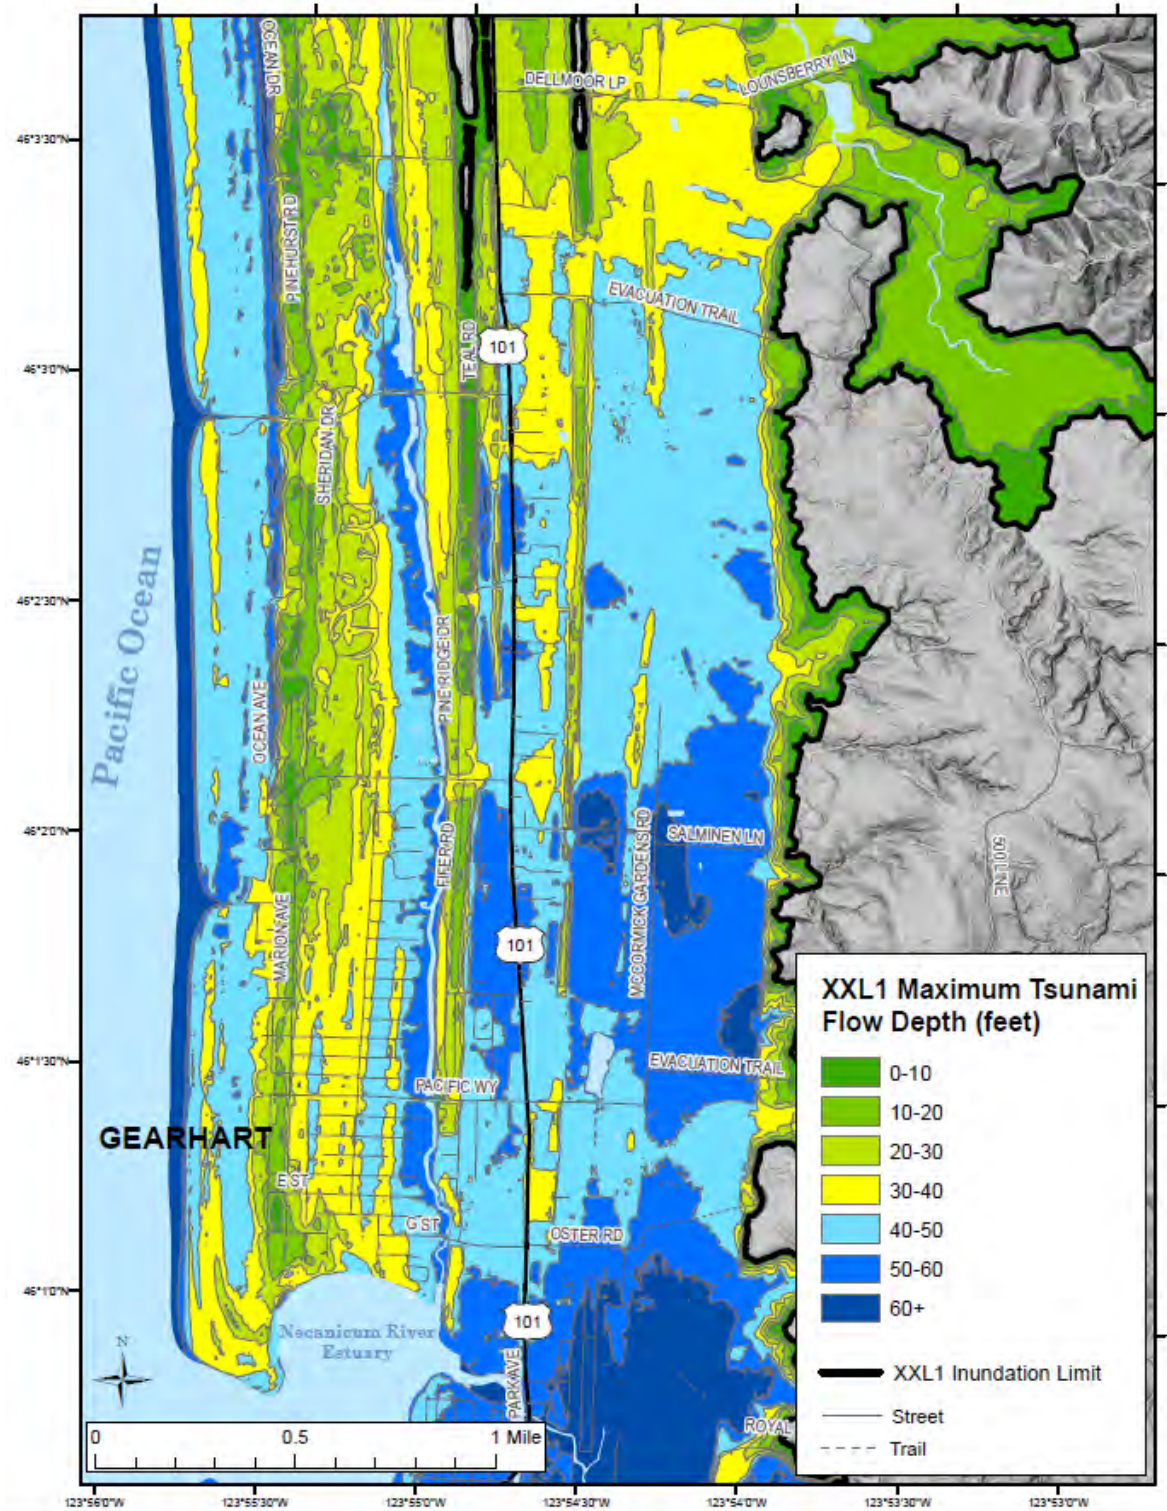 OCEAN DR
DELLMOOR LP
LOUNSBERRY LN
46°3'30"N
PINEHURST RD
EVACUATION TRAIL
TEAL RD
101
46°3'0"N
SHERIDAN DR
Pacific Ocean
46°2'30"N
PINE RIDGE DR
OCEAN AVE
46°2'0"N
FIFER RD
MCCORMICK GARDENS RD
SALMINEN LN
500 LINE
MARION AVE
101
XXL1 Maximum Tsunami
Flow Depth (feet)
0-10
10-20
20-30
30-40
40-50
50-60
60+
XXL1 Inundation Limit
Street
Trail
46°1'30"N
EVACUATION TRAIL
PACIFIC WY
GEARHART
E ST
G ST
OSTER RD
46°1'0"N
101
Necanicum River
Estuary
N
PARK AVE
ROYAL
0 0.5 1 Mile
123°56'0"W 123°55'30"W 123°55'0"W 123°54'30"W 123°54'0"W 123°53'30"W 123°53'0"W